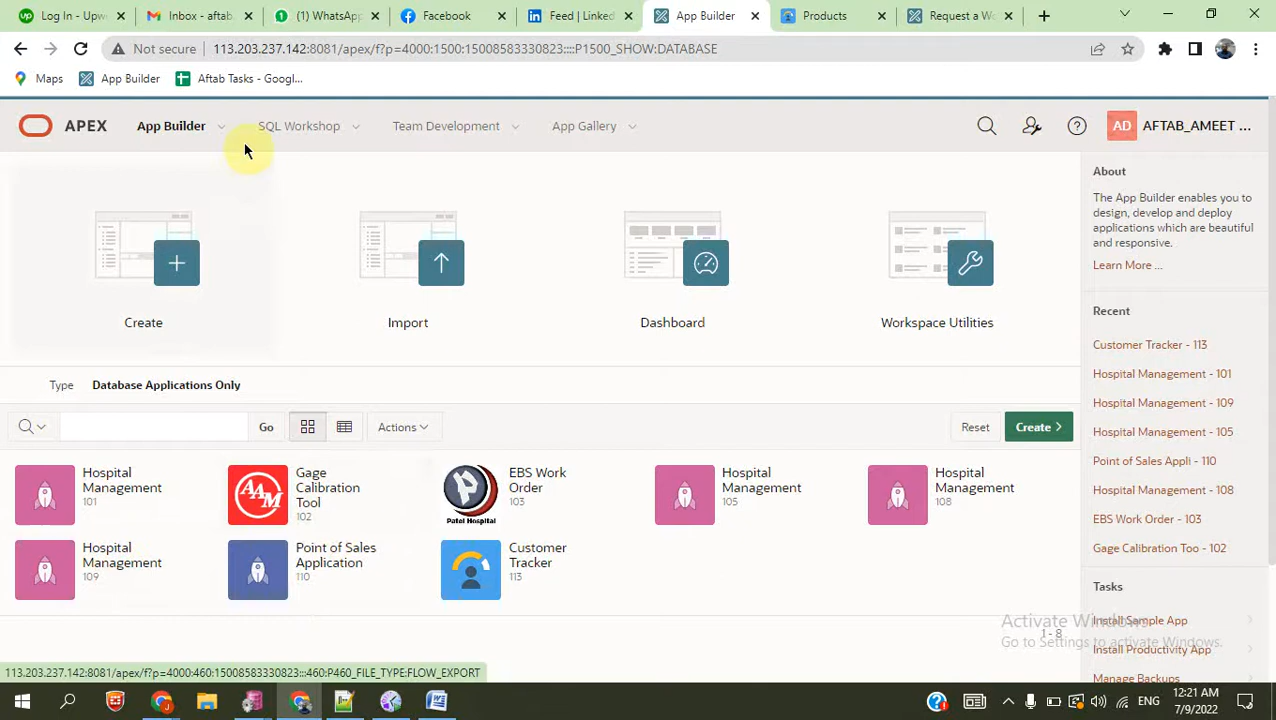 Log In - Upw
Inbox - aftab.
(1) WhatsApp
Facebook
Feed | Linked
App Builder
Products
Request a Wo
Not secure
113.203.237.142:8081/apex/f?p=4000:1500:15008583330823::::P1500_SHOW:DATABASE
Maps
App Builder
Aftab Tasks - Googl...
APEX
App Builder
SQL Workshop
Team Development
App Gallery
AD
AFTAB_AMEET ...
Create
Import
Dashboard
Workspace Utilities
About
The App Builder enables you to
design, develop and deploy
applications which are beautiful
and responsive.
Learn More ...
Recent
Customer Tracker - 113
Hospital Management - 101
Hospital Management - 109
Hospital Management - 105
Point of Sales Appli - 110
Hospital Management - 108
EBS Work Order - 103
Gage Calibration Too - 102
Tasks
Install Sample App
Install Productivity App
Manage Backups
Type
Database Applications Only
Go
Actions
Reset
Create
Hospital
Management
101
AAM
Gage
Calibration
Tool
102
Patel Hospital
EBS Work
Order
103
Hospital
Management
105
Hospital
Management
108
Hospital
Management
109
Point of Sales
Application
110
Customer
Tracker
113
1 - 8
Activate Windows
Go to Settings to activate Windows.
113.203.237.142:8081/apex/f?p=4000:460:15008583330823:::460:P460_FILE_TYPE:FLOW_EXPORT
ENG
12:21 AM
7/9/2022